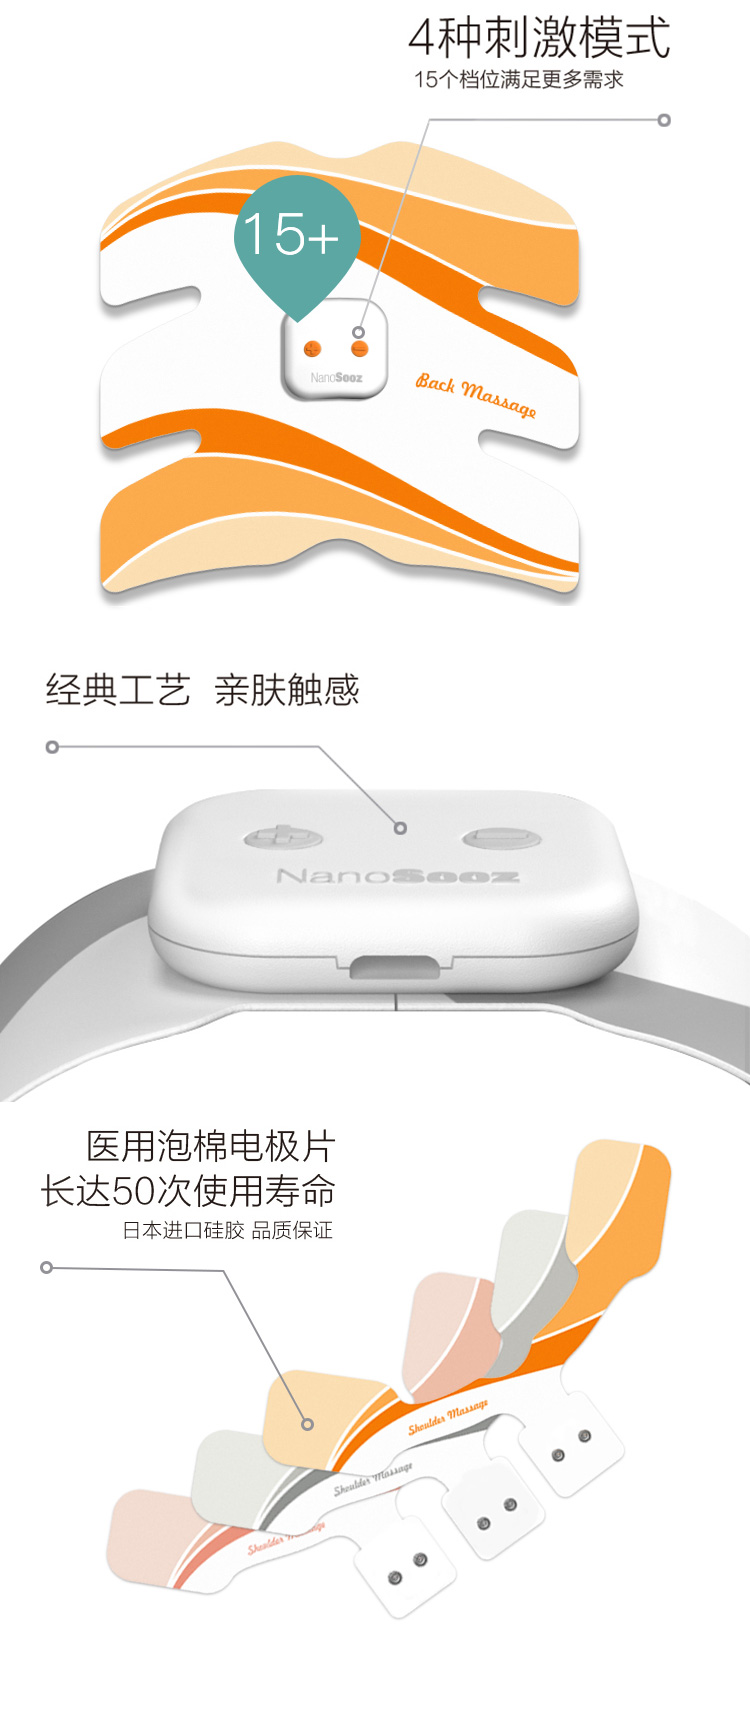 4种刺激模式
15个档位满足更多需求
15+
NanoSooz
Back Massage
经典工艺 亲肤触感
NanoSooz
医用泡棉电极片
长达50次使用寿命
日本进口硅胶 品质保证
Shoulder Massage
Shoulder Massage
Shoulder